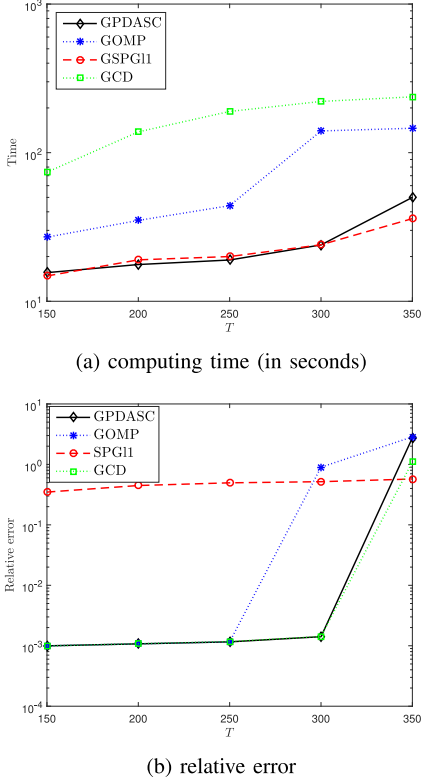 10^3
GPDASC
GOMP
GSPGl1
GCD
Time
10^2
10^1
150 200 250 300 350
T
(a) computing time (in seconds)
10^1
GPDASC
GOMP
SPGl1
GCD
10^0
Relative error
10^-1
10^-2
10^-3
10^-4
150 200 250 300 350
T
(b) relative error